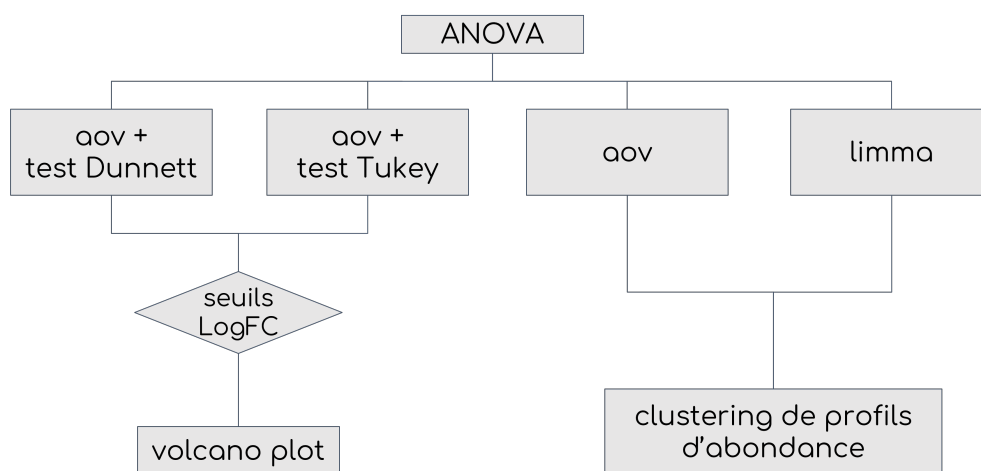 ANOVA
aov +
test Dunnett
aov +
test Tukey
aov
limma
seuils
LogFC
volcano plot
clustering de profils
d'abondance